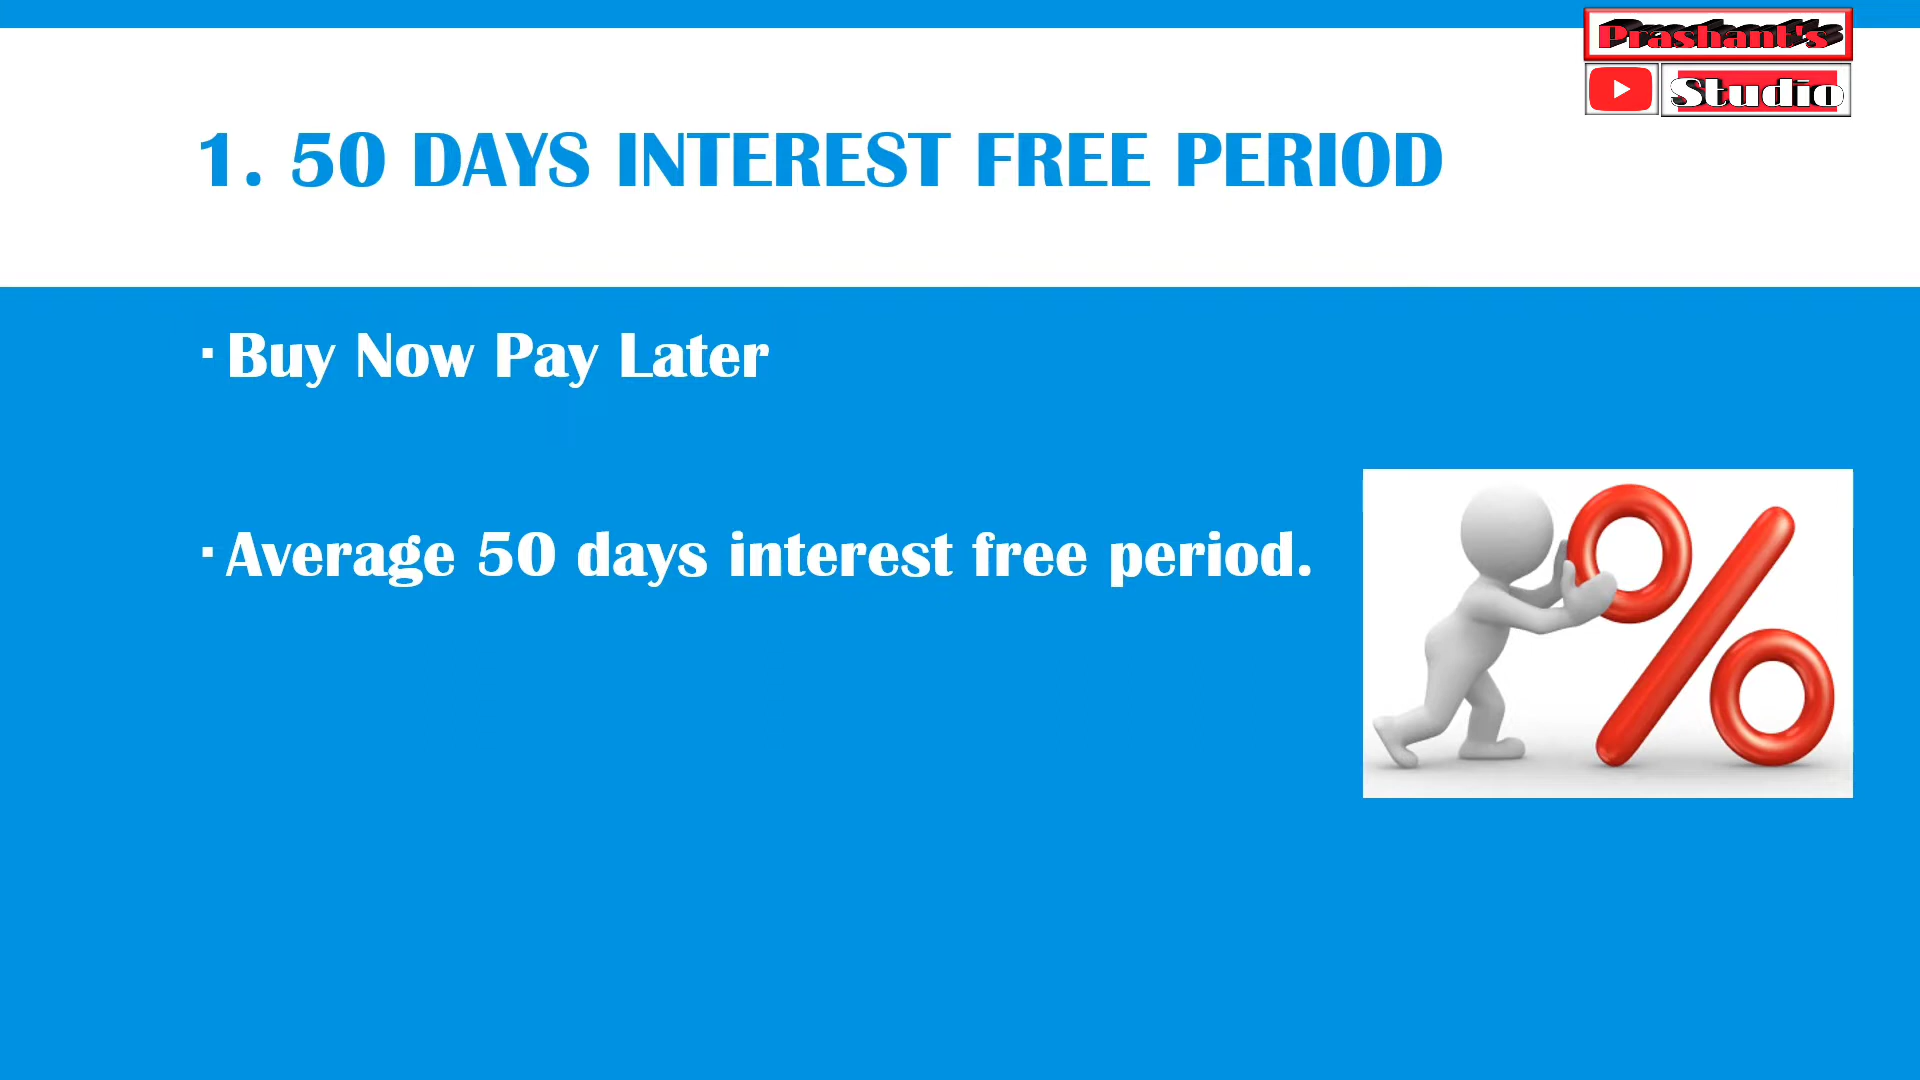 Prashant's
Studio
1. 50 DAYS INTEREST FREE PERIOD
▪ Buy Now Pay Later
▪ Average 50 days interest free period.
%